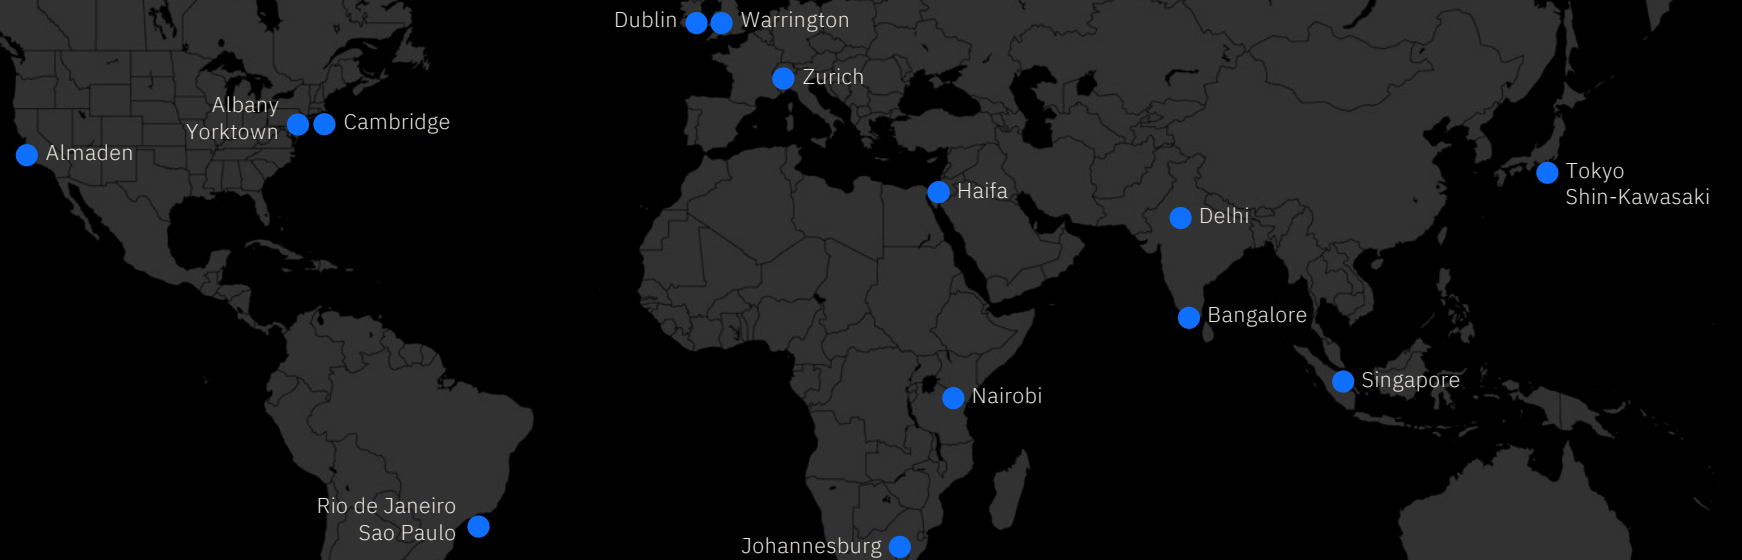 Dublin
Warrington
Zurich
Albany
Yorktown
Cambridge
Almaden
Tokyo
Shin-Kawasaki
Haifa
Delhi
Bangalore
Singapore
Nairobi
Rio de Janeiro
Sao Paulo
Johannesburg